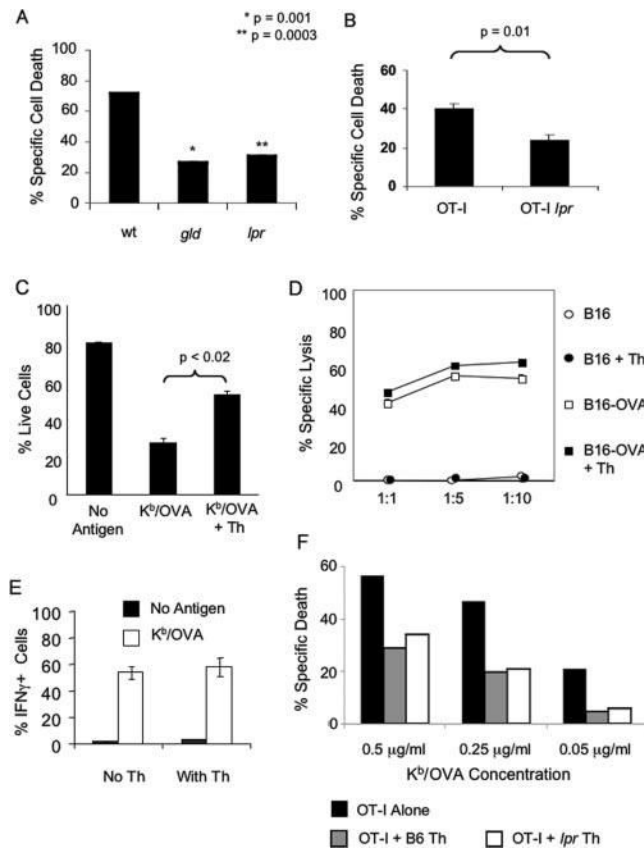 A
* p = 0.001
** p = 0.0003
% Specific Cell Death
100
80
60
40
20
0
*
**
wt gld lpr
B
p = 0.01
% Specific Cell Death
60
40
20
0
OT-I OT-I lpr
C
% Live Cells
100
80
60
40
20
0
p < 0.02
No Antigen
Kᵇ/OVA
Kᵇ/OVA + Th
D
% Specific Lysis
100
80
60
40
20
0
1:1 1:5 1:10
B16
B16 + Th
B16-OVA
B16-OVA
+ Th
E
No Antigen
Kᵇ/OVA
% IFNγ+ Cells
100
80
60
40
20
0
No Th With Th
F
% Specific Death
60
40
20
0
0.5 μg/ml 0.25 μg/ml 0.05 μg/ml
Kᵇ/OVA Concentration
OT-I Alone
OT-I + B6 Th OT-I + lpr Th